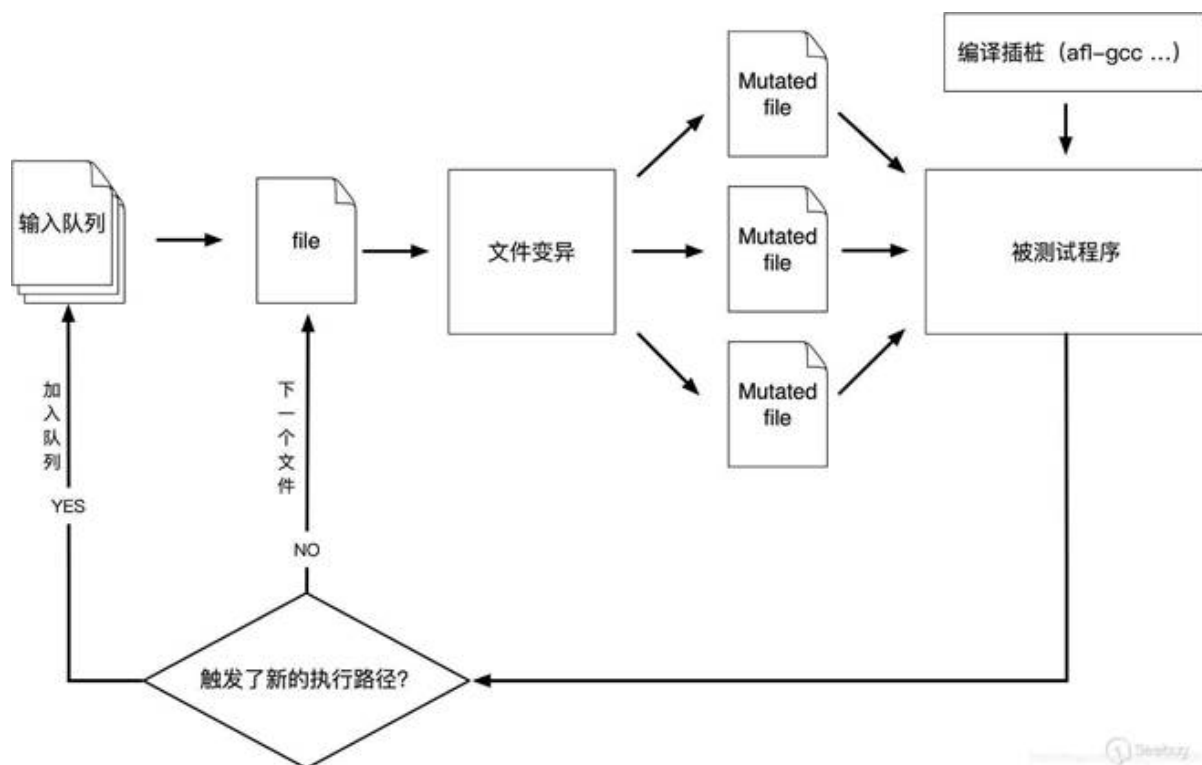 编译插桩（afl-gcc ...）
Mutated
file
输入队列
file
文件变异
Mutated
file
被测试程序
Mutated
file
加入队列
下一个文件
YES
NO
触发了新的执行路径？
Seebug